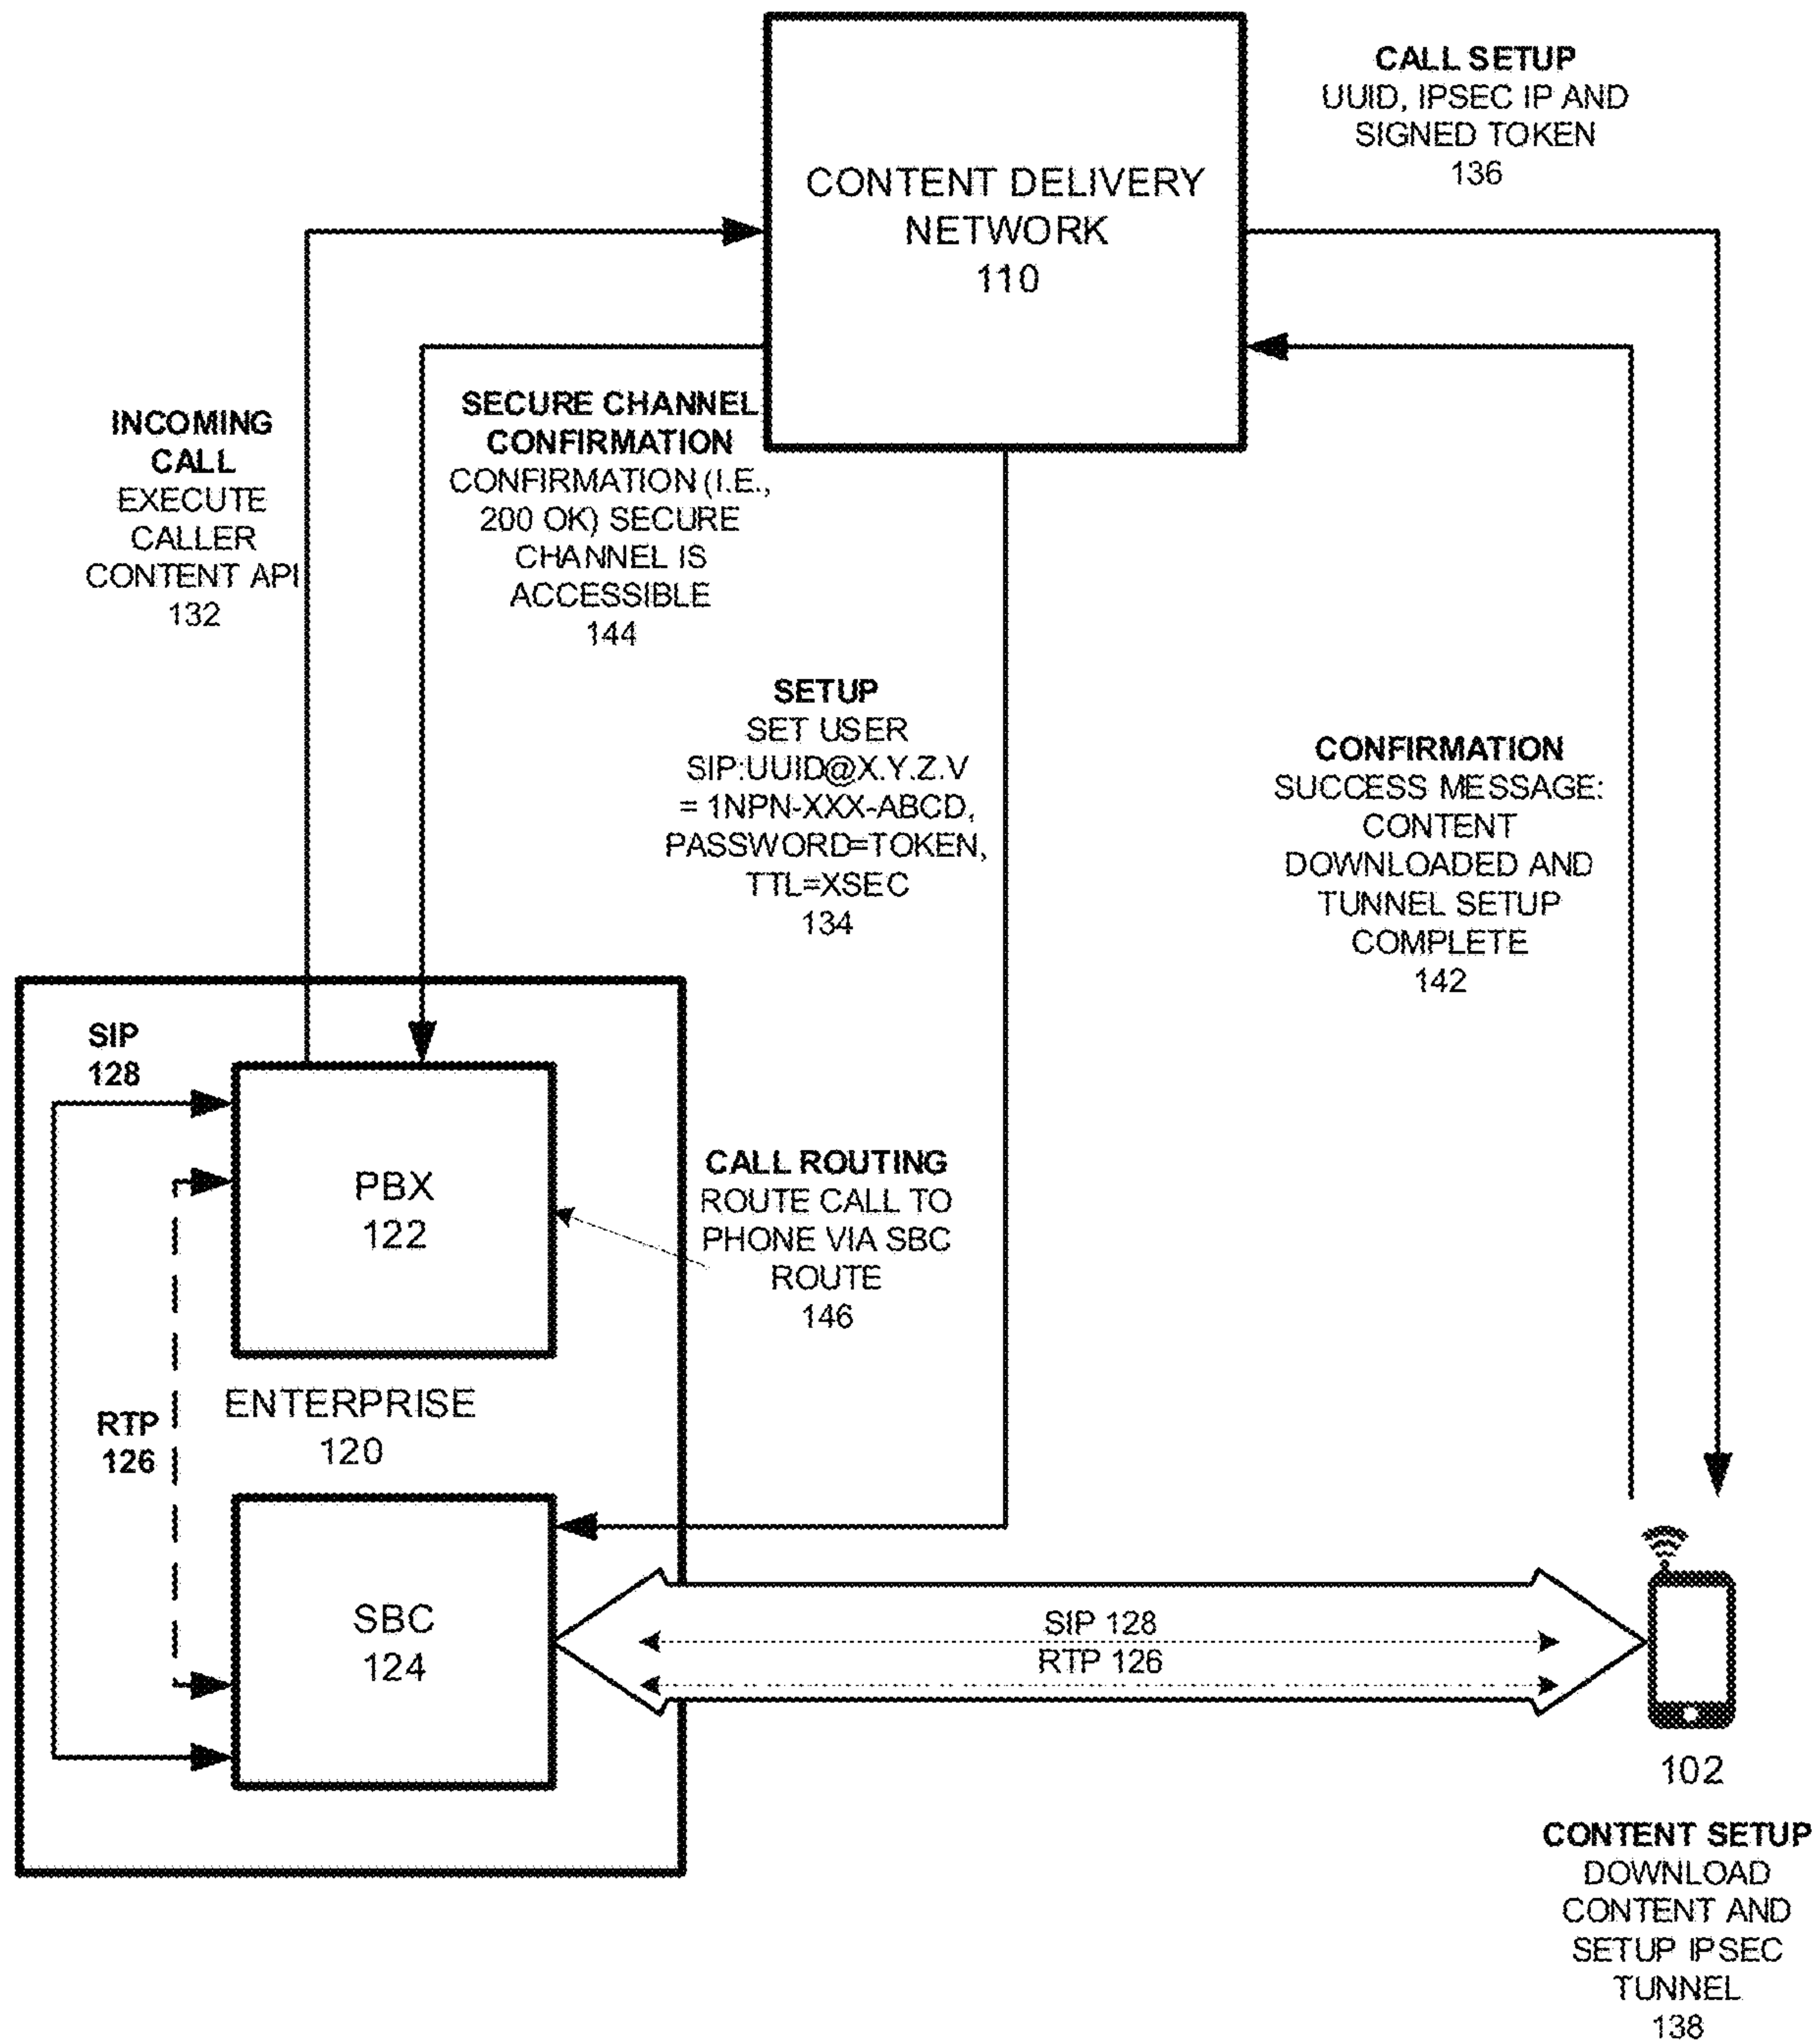 CALL SETUP
UUID, IPSEC IP AND
SIGNED TOKEN
136
CONTENT DELIVERY
NETWORK
110
INCOMING
CALL
EXECUTE
CALLER
CONTENT API
132
SECURE CHANNEL
CONFIRMATION
CONFIRMATION (I.E.,
200 OK) SECURE
CHANNEL IS
ACCESSIBLE
144
SETUP
SET USER
SIP:UUID@X.Y.Z.V
= 1NPN-XXX-ABCD,
PASSWORD=TOKEN,
TTL=XSEC
134
CONFIRMATION
SUCCESS MESSAGE:
CONTENT
DOWNLOADED AND
TUNNEL SETUP
COMPLETE
142
SIP
128
PBX
122
CALL ROUTING
ROUTE CALL TO
PHONE VIA SBC
ROUTE
146
ENTERPRISE
120
RTP
126
SBC
124
SIP 128
RTP 126
102
CONTENT SETUP
DOWNLOAD
CONTENT AND
SETUP IPSEC
TUNNEL
138